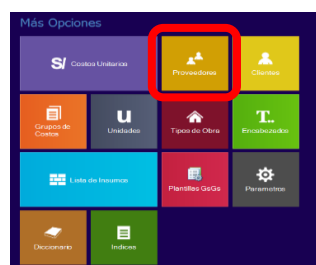 Más Opciones
S/ Costos Unitarios
Proveedores
Clientes
Grupos de
Costos
U
Unidades
Tipos de Obra
T..
Encabezados
Lista de Insumos
Plantillas GsGs
Parametros
Diccionario
Indices